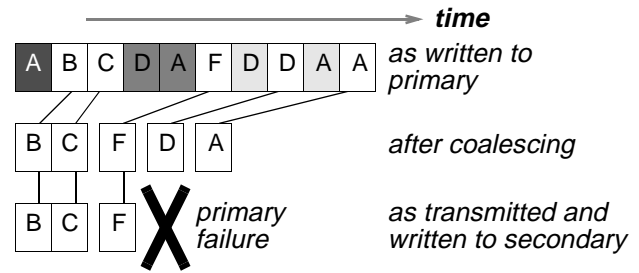 time
A B C D A F D D A A
as written to
primary
B C F D A
after coalescing
B C F
primary
failure
as transmitted and
written to secondary